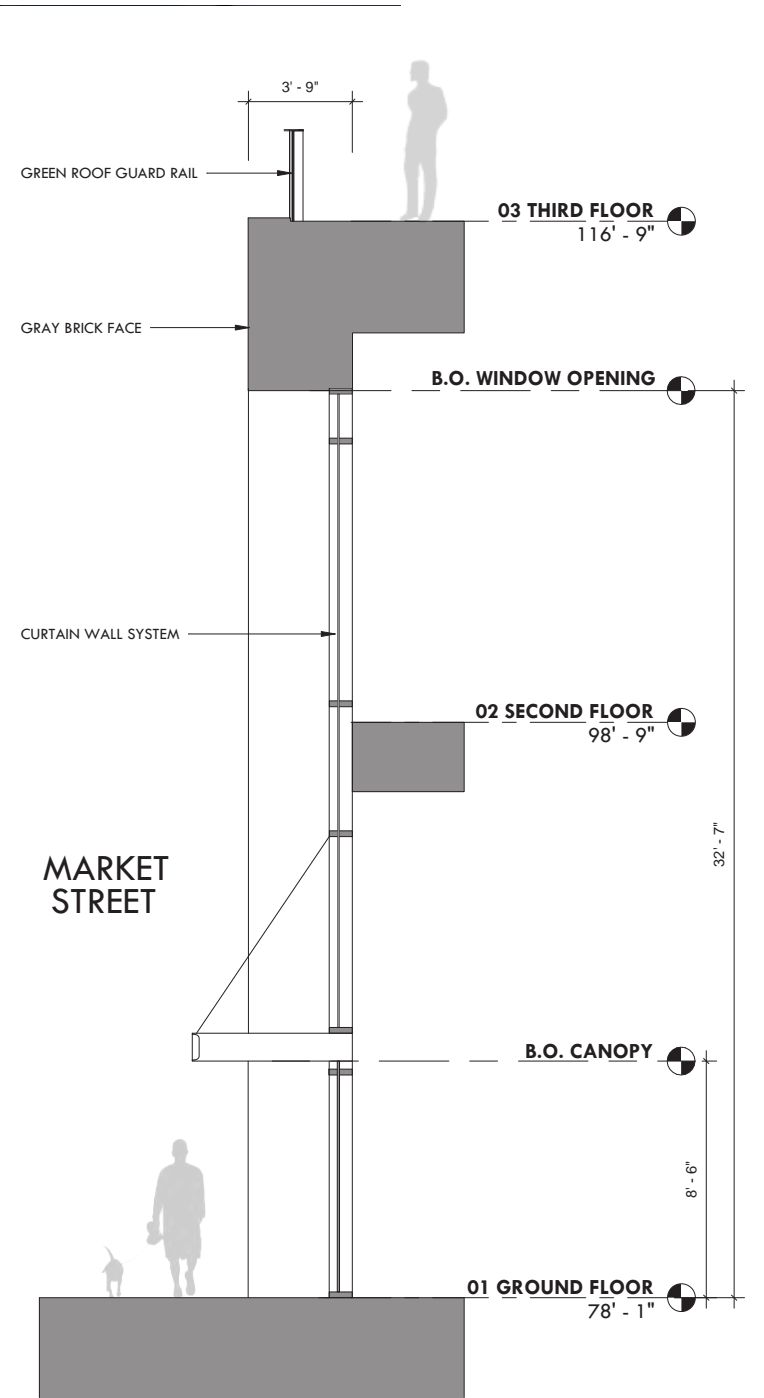 3' - 9"
GREEN ROOF GUARD RAIL
03 THIRD FLOOR
116' - 9"
GRAY BRICK FACE
B.O. WINDOW OPENING
CURTAIN WALL SYSTEM
02 SECOND FLOOR
98' - 9"
32' - 7"
MARKET
STREET
B.O. CANOPY
8' - 6"
01 GROUND FLOOR
78' - 1"